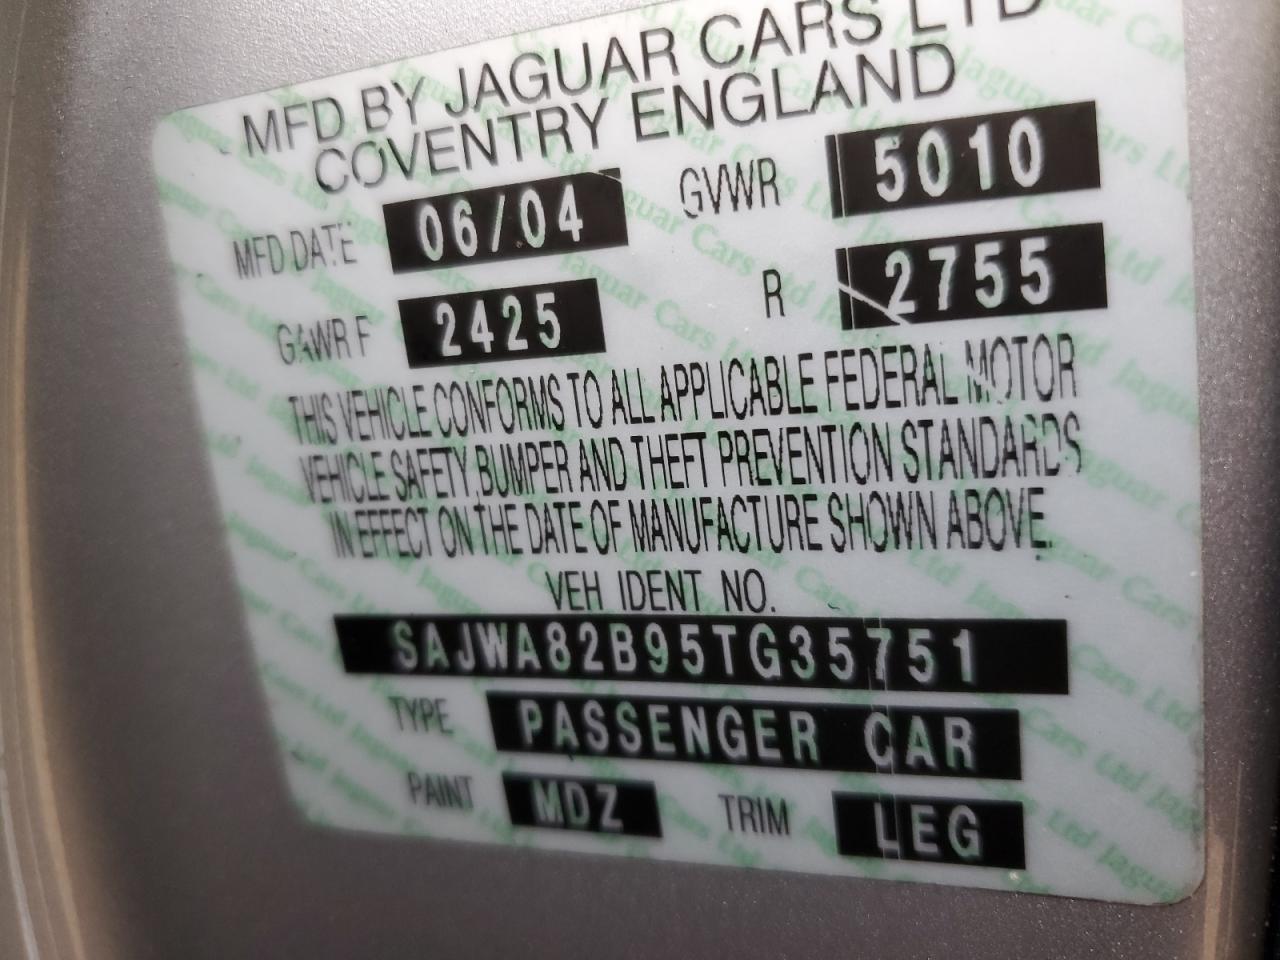 MFD BY JAGUAR CARS LTD
COVENTRY ENGLAND
MFD DATE 06/04 GVWR 5010
GAWR F 2425 R 2755
THIS VEHICLE CONFORMS TO ALL APPLICABLE FEDERAL MOTOR
VEHICLE SAFETY, BUMPER AND THEFT PREVENTION STANDARDS
IN EFFECT ON THE DATE OF MANUFACTURE SHOWN ABOVE.
VEH IDENT NO.
SAJWA82B95TG35751
TYPE PASSENGER CAR
PAINT MDZ TRIM LEG